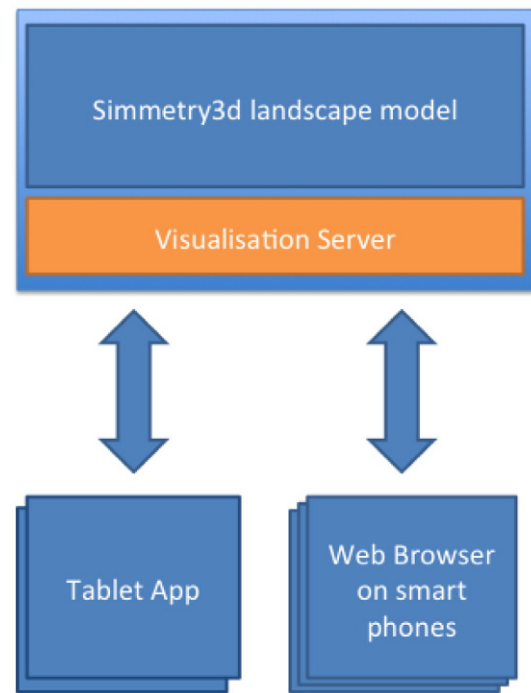 Simmetry3d landscape model
Visualisation Server
Tablet App
Web Browser
on smart
phones